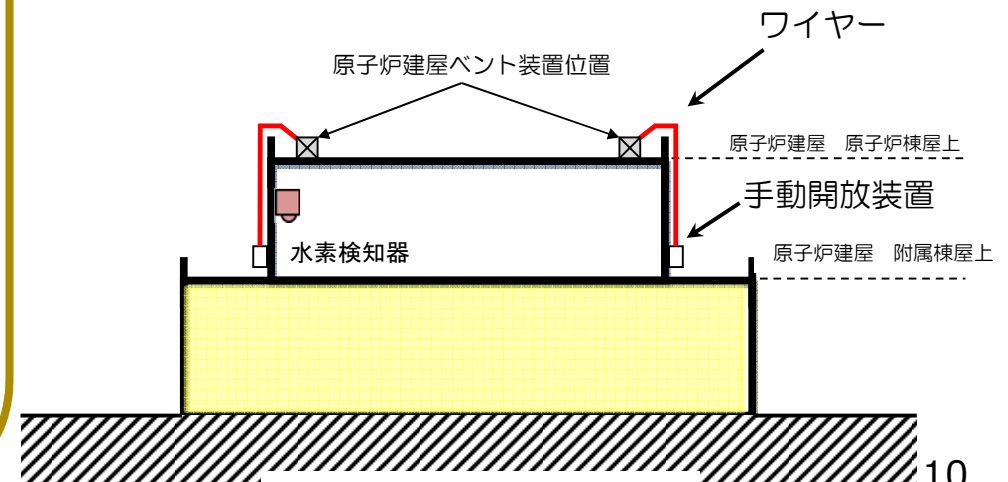 ワイヤー
原子炉建屋ベント装置位置
原子炉建屋　原子炉棟屋上
手動開放装置
水素検知器
原子炉建屋　附属棟屋上
10